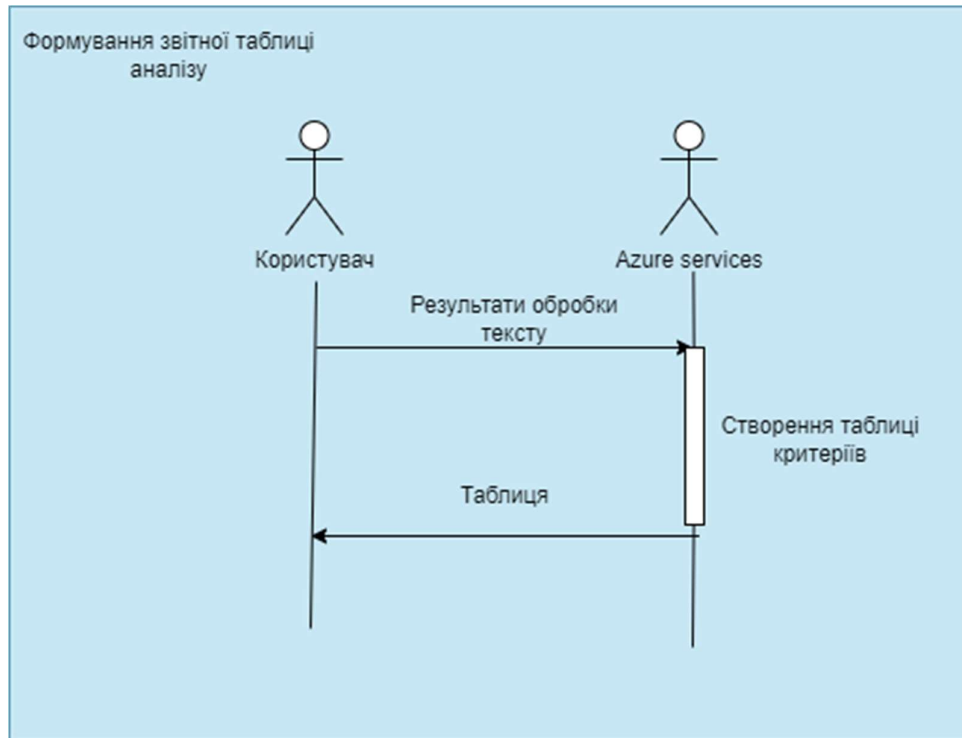 Формування звітної таблиці
аналізу
Користувач
Azure services
Результати обробки
тексту
Створення таблиці
критеріїв
Таблиця